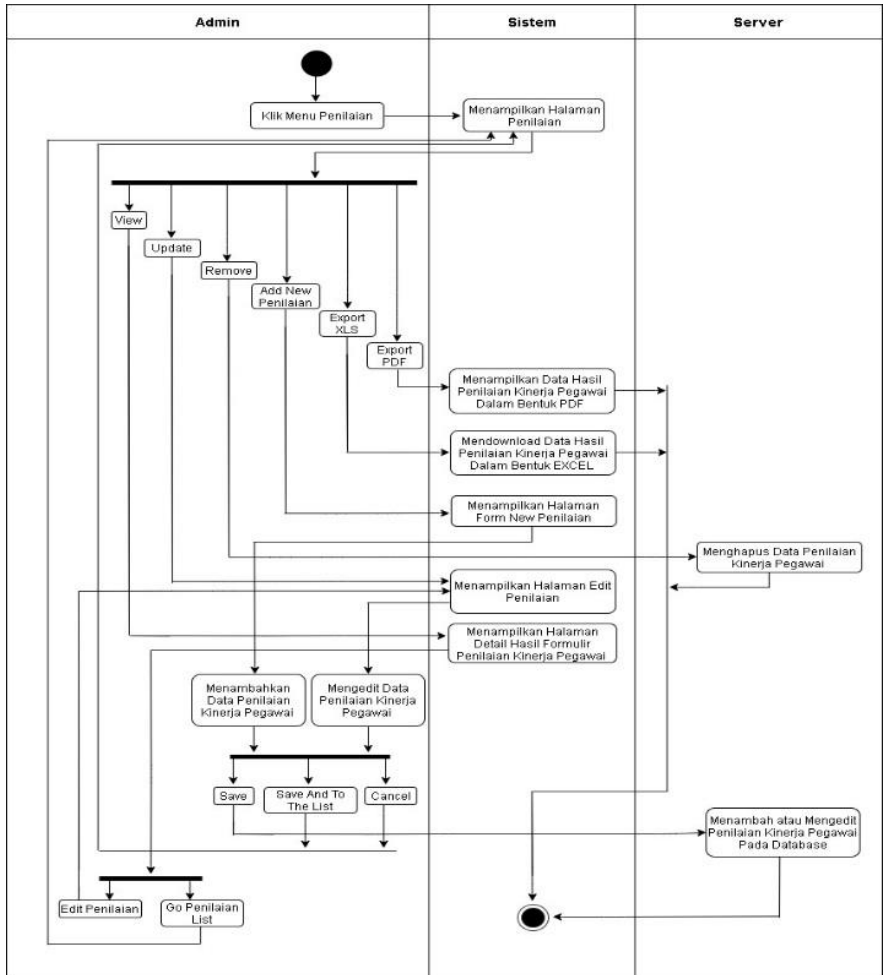 Admin
Sistem
Server
Klik Menu Penilaian
Menampilkan Halaman
Penilaian
View
Update
Remove
Add New
Penilaian
Export
XLS
Export
PDF
Menampilkan Data Hasil
Penilaian Kinerja Pegawai
Dalam Bentuk PDF
Mendownload Data Hasil
Penilaian Kinerja Pegawai
Dalam Bentuk EXCEL
Menampilkan Halaman
Form New Penilaian
Menghapus Data Penilaian
Kinerja Pegawai
Menampilkan Halaman Edit
Penilaian
Menampilkan Halaman
Detail Hasil Formulir
Penilaian Kinerja Pegawai
Menambahkan
Data Penilaian
Kinerja Pegawai
Mengedit Data
Penilaian Kinerja
Pegawai
Save
Save And To
The List
Cancel
Menambah atau Mengedit
Penilaian Kinerja Pegawai
Pada Database
Edit Penilaian
Go Penilaian
List